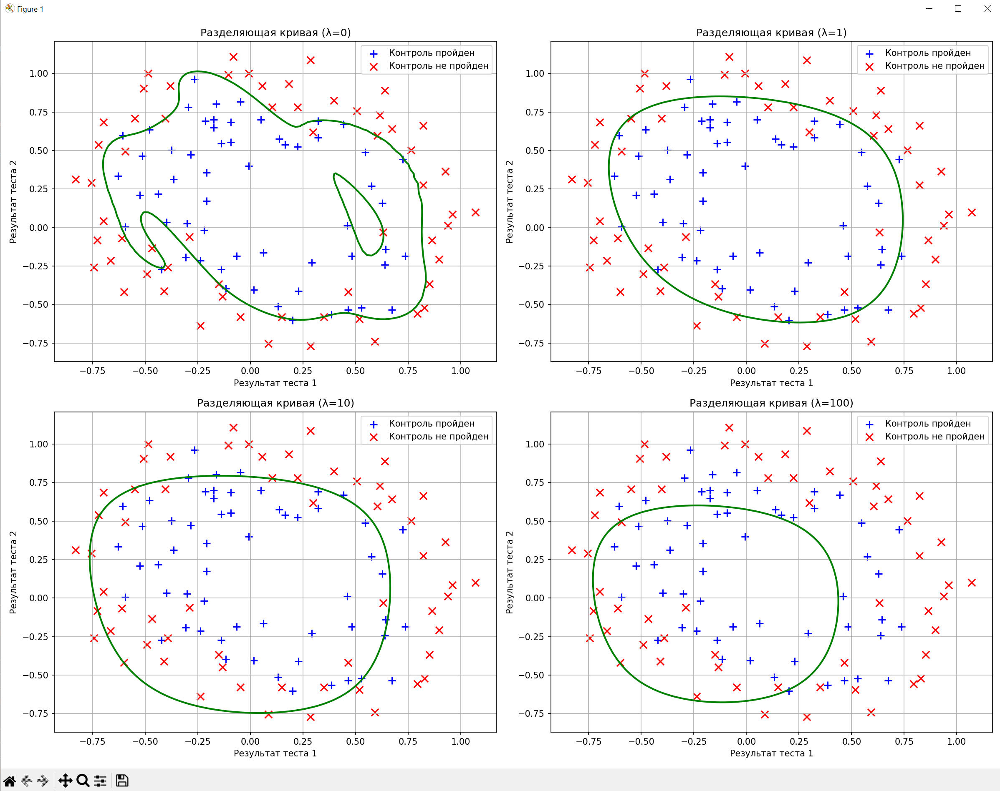 Figure 1
Разделяющая кривая (λ=0)
Контроль пройден
Контроль не пройден
1.00
0.75
0.50
0.25
0.00
−0.25
−0.50
−0.75
Результат теста 2
−0.75 −0.50 −0.25 0.00 0.25 0.50 0.75 1.00
Результат теста 1
Разделяющая кривая (λ=1)
Контроль пройден
Контроль не пройден
1.00
0.75
0.50
0.25
0.00
−0.25
−0.50
−0.75
Результат теста 2
−0.75 −0.50 −0.25 0.00 0.25 0.50 0.75 1.00
Результат теста 1
Разделяющая кривая (λ=10)
Контроль пройден
Контроль не пройден
1.00
0.75
0.50
0.25
0.00
−0.25
−0.50
−0.75
Результат теста 2
−0.75 −0.50 −0.25 0.00 0.25 0.50 0.75 1.00
Результат теста 1
Разделяющая кривая (λ=100)
Контроль пройден
Контроль не пройден
1.00
0.75
0.50
0.25
0.00
−0.25
−0.50
−0.75
Результат теста 2
−0.75 −0.50 −0.25 0.00 0.25 0.50 0.75 1.00
Результат теста 1